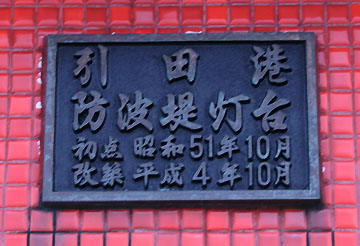 引田港
防波堤灯台
初点 昭和51年10月
改築 平成4年10月